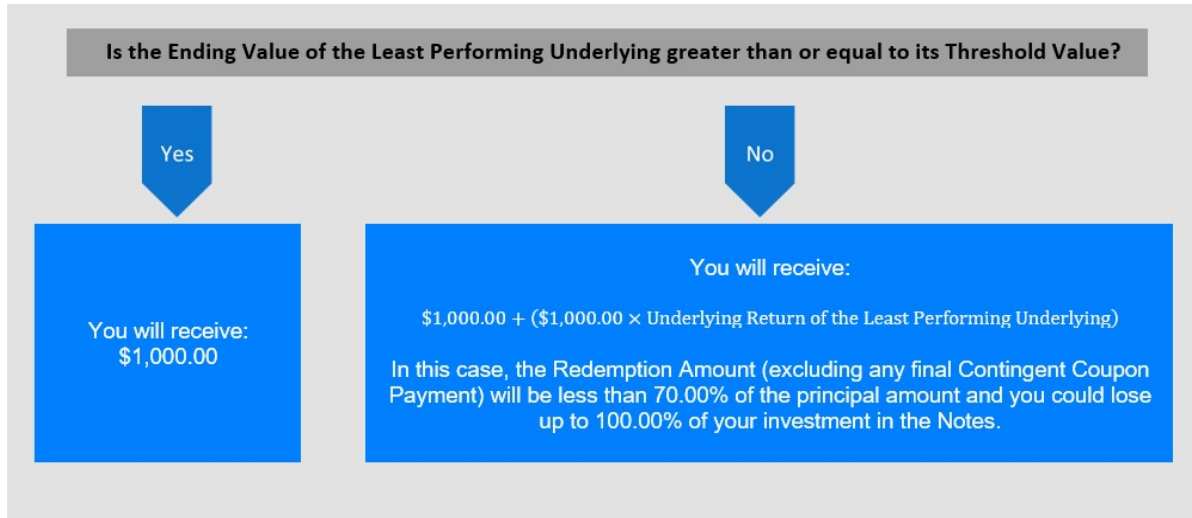 Is the Ending Value of the Least Performing Underlying greater than or equal to its Threshold Value?
Yes
No
You will receive:
$1,000.00
You will receive:
$1,000.00 + ($1,000.00 × Underlying Return of the Least Performing Underlying)
In this case, the Redemption Amount (excluding any final Contingent Coupon
Payment) will be less than 70.00% of the principal amount and you could lose
up to 100.00% of your investment in the Notes.